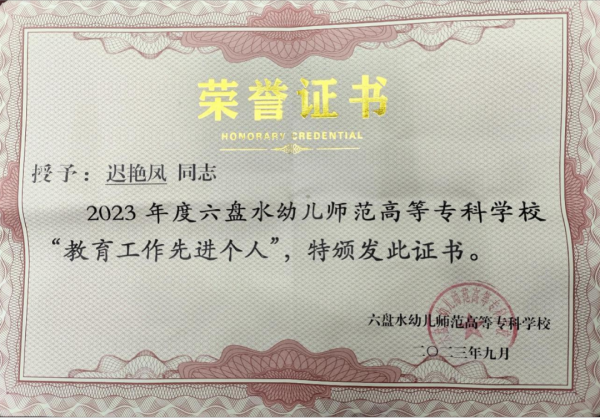 荣誉证书
HONORARY CREDENTIAL
授予：迟艳凤 同志
2023 年度六盘水幼儿师范高等专科学校
“教育工作先进个人”，特颁发此证书。
六盘水幼儿师范高等专科学校
二〇二三年九月